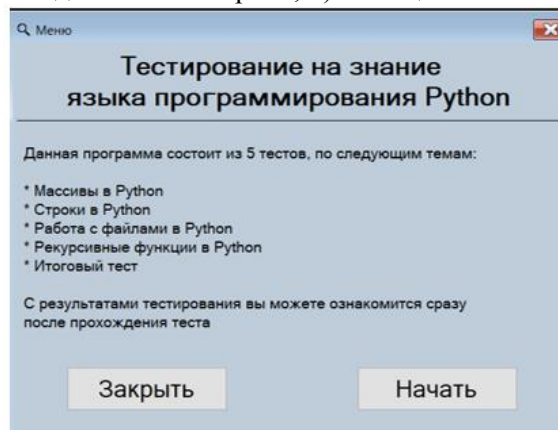 Меню
Тестирование на знание
языка программирования Python
Данная программа состоит из 5 тестов, по следующим темам:
* Массивы в Python
* Строки в Python
* Работа с файлами в Python
* Рекурсивные функции в Python
* Итоговый тест
С результатами тестирования вы можете ознакомится сразу
после прохождения теста
Закрыть Начать